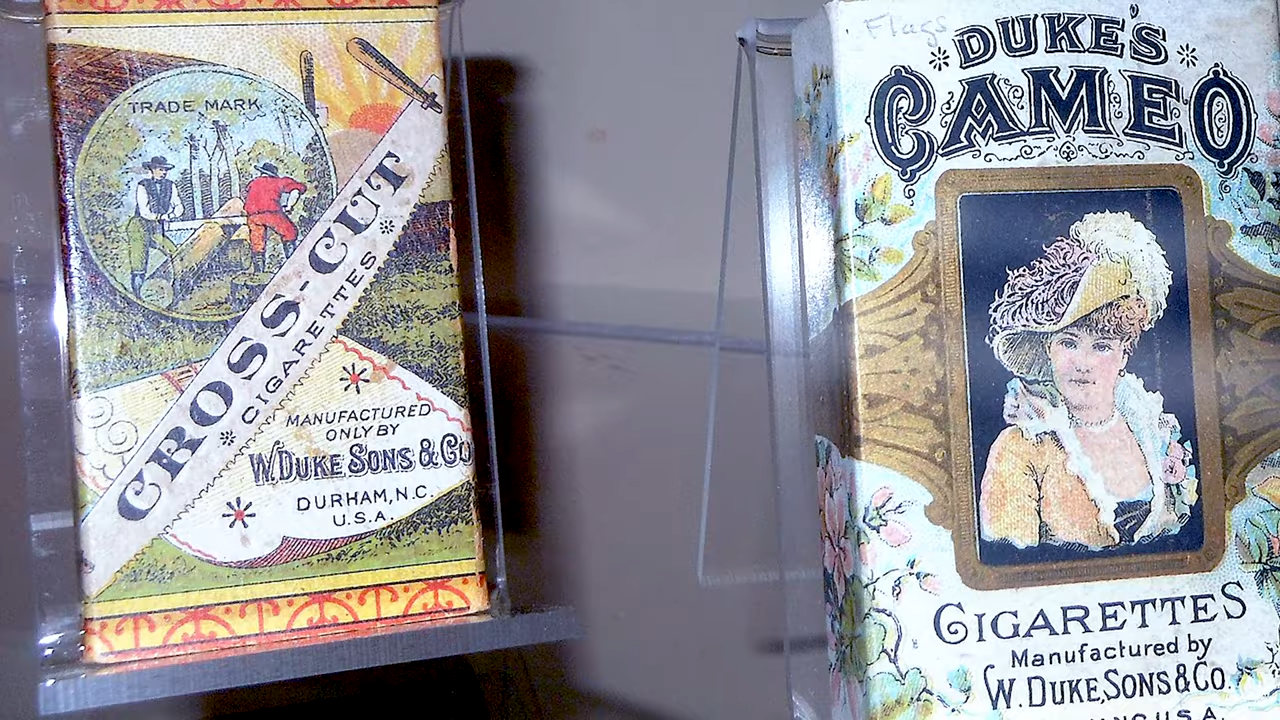 TRADE MARK
CROSS-CUT
CIGARETTES
MANUFACTURED
ONLY BY
W. DUKE SONS & CO
DURHAM, N.C.
U.S.A.
Flags
DUKE'S
CAMEO
CIGARETTES
Manufactured by
W. DUKE, SONS & CO.
U.S.A.